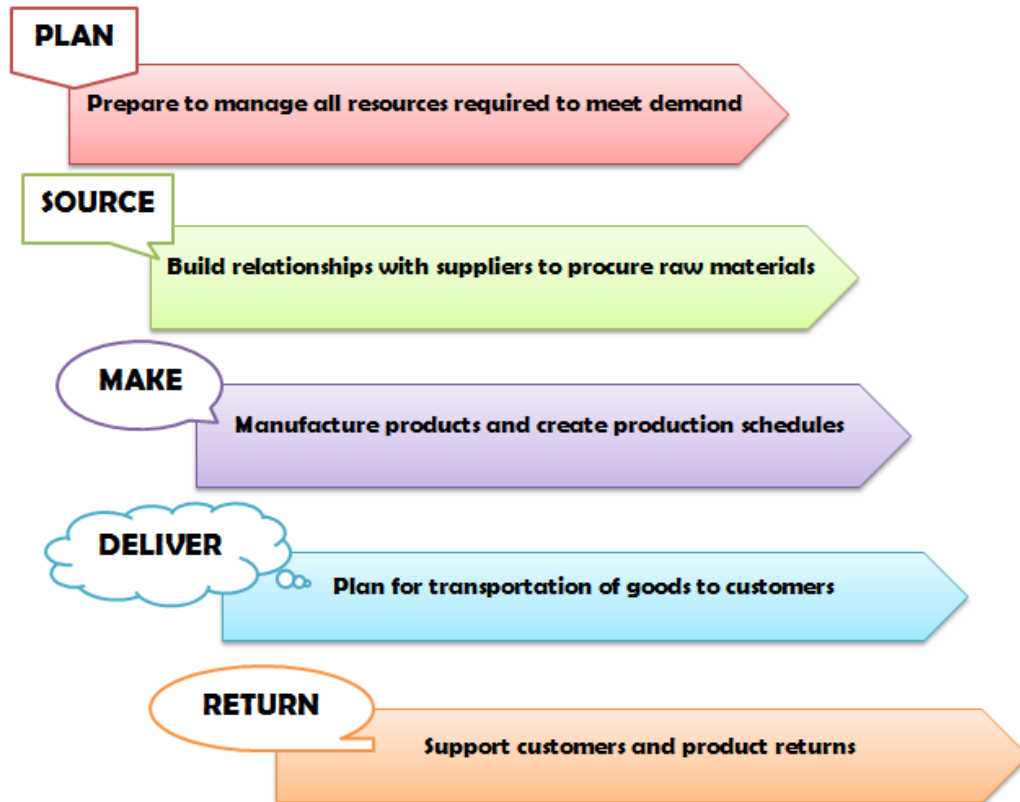 PLAN
Prepare to manage all resources required to meet demand
SOURCE
Build relationships with suppliers to procure raw materials
MAKE
Manufacture products and create production schedules
DELIVER
Plan for transportation of goods to customers
RETURN
Support customers and product returns